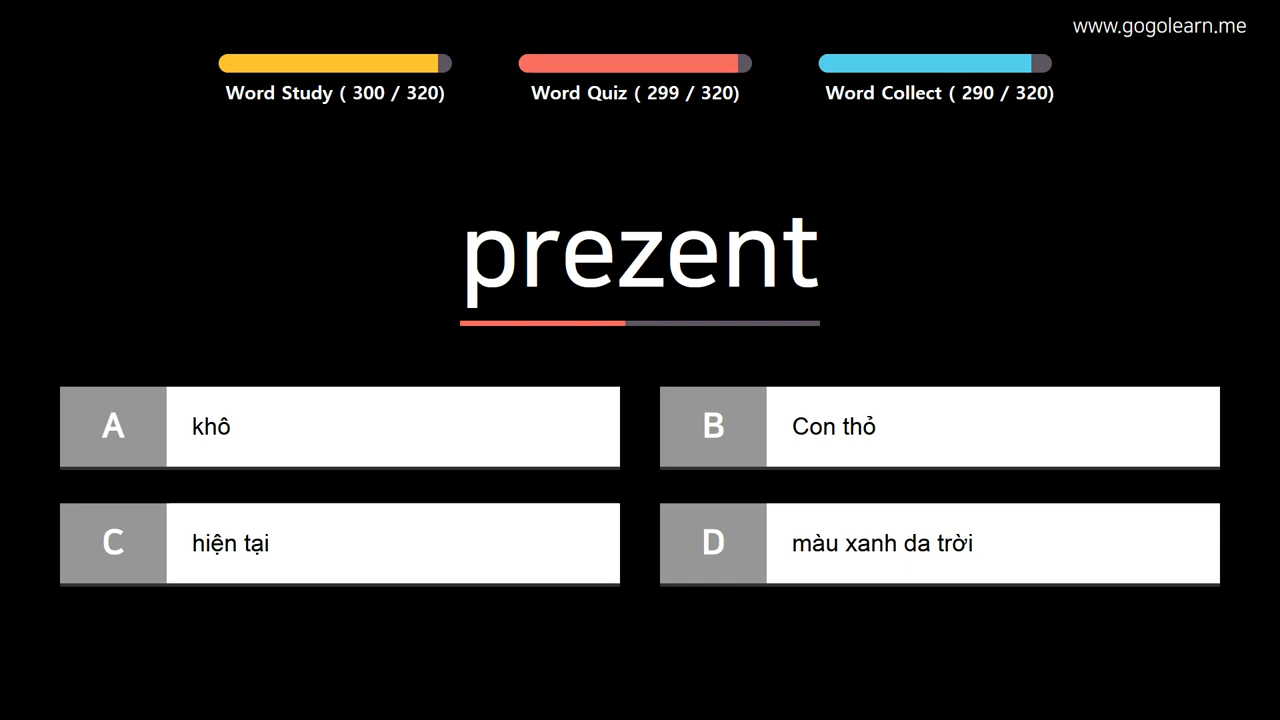 www.gogolearn.me
Word Study ( 300 / 320)
Word Quiz ( 299 / 320)
Word Collect ( 290 / 320)
prezent
A khô
B Con thỏ
C hiện tại
D màu xanh da trời